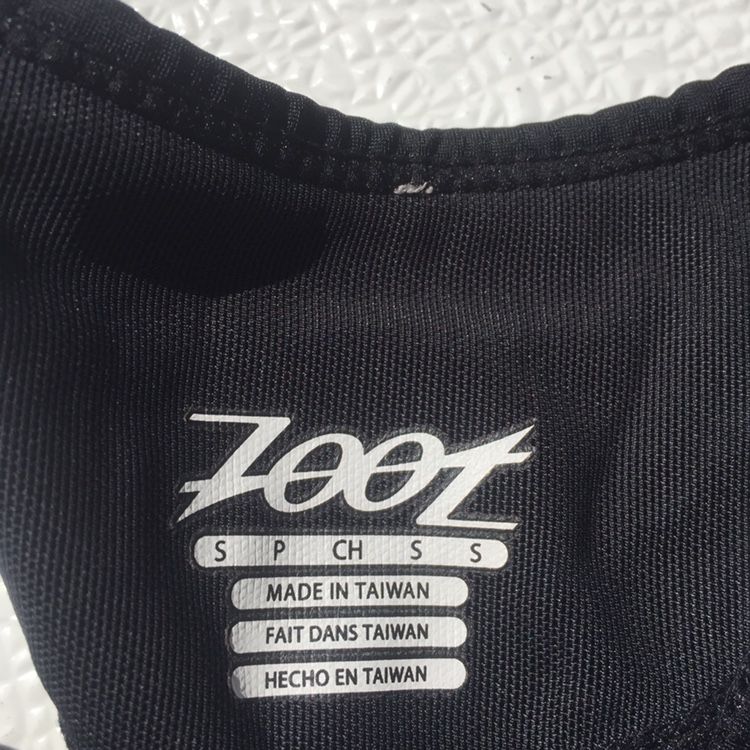 ZOOT
S P CH S S
MADE IN TAIWAN
FAIT DANS TAIWAN
HECHO EN TAIWAN